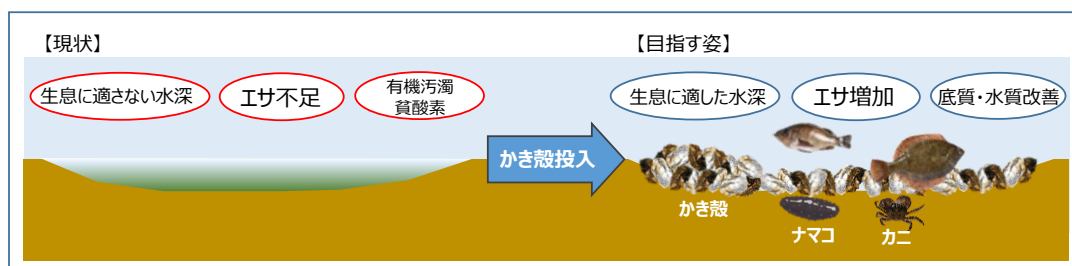 【現状】
【目指す姿】
生息に適さない水深
エサ不足
有機汚濁
貧酸素
かき殻投入
生息に適した水深
エサ増加
底質・水質改善
かき殻
ナマコ
カニ